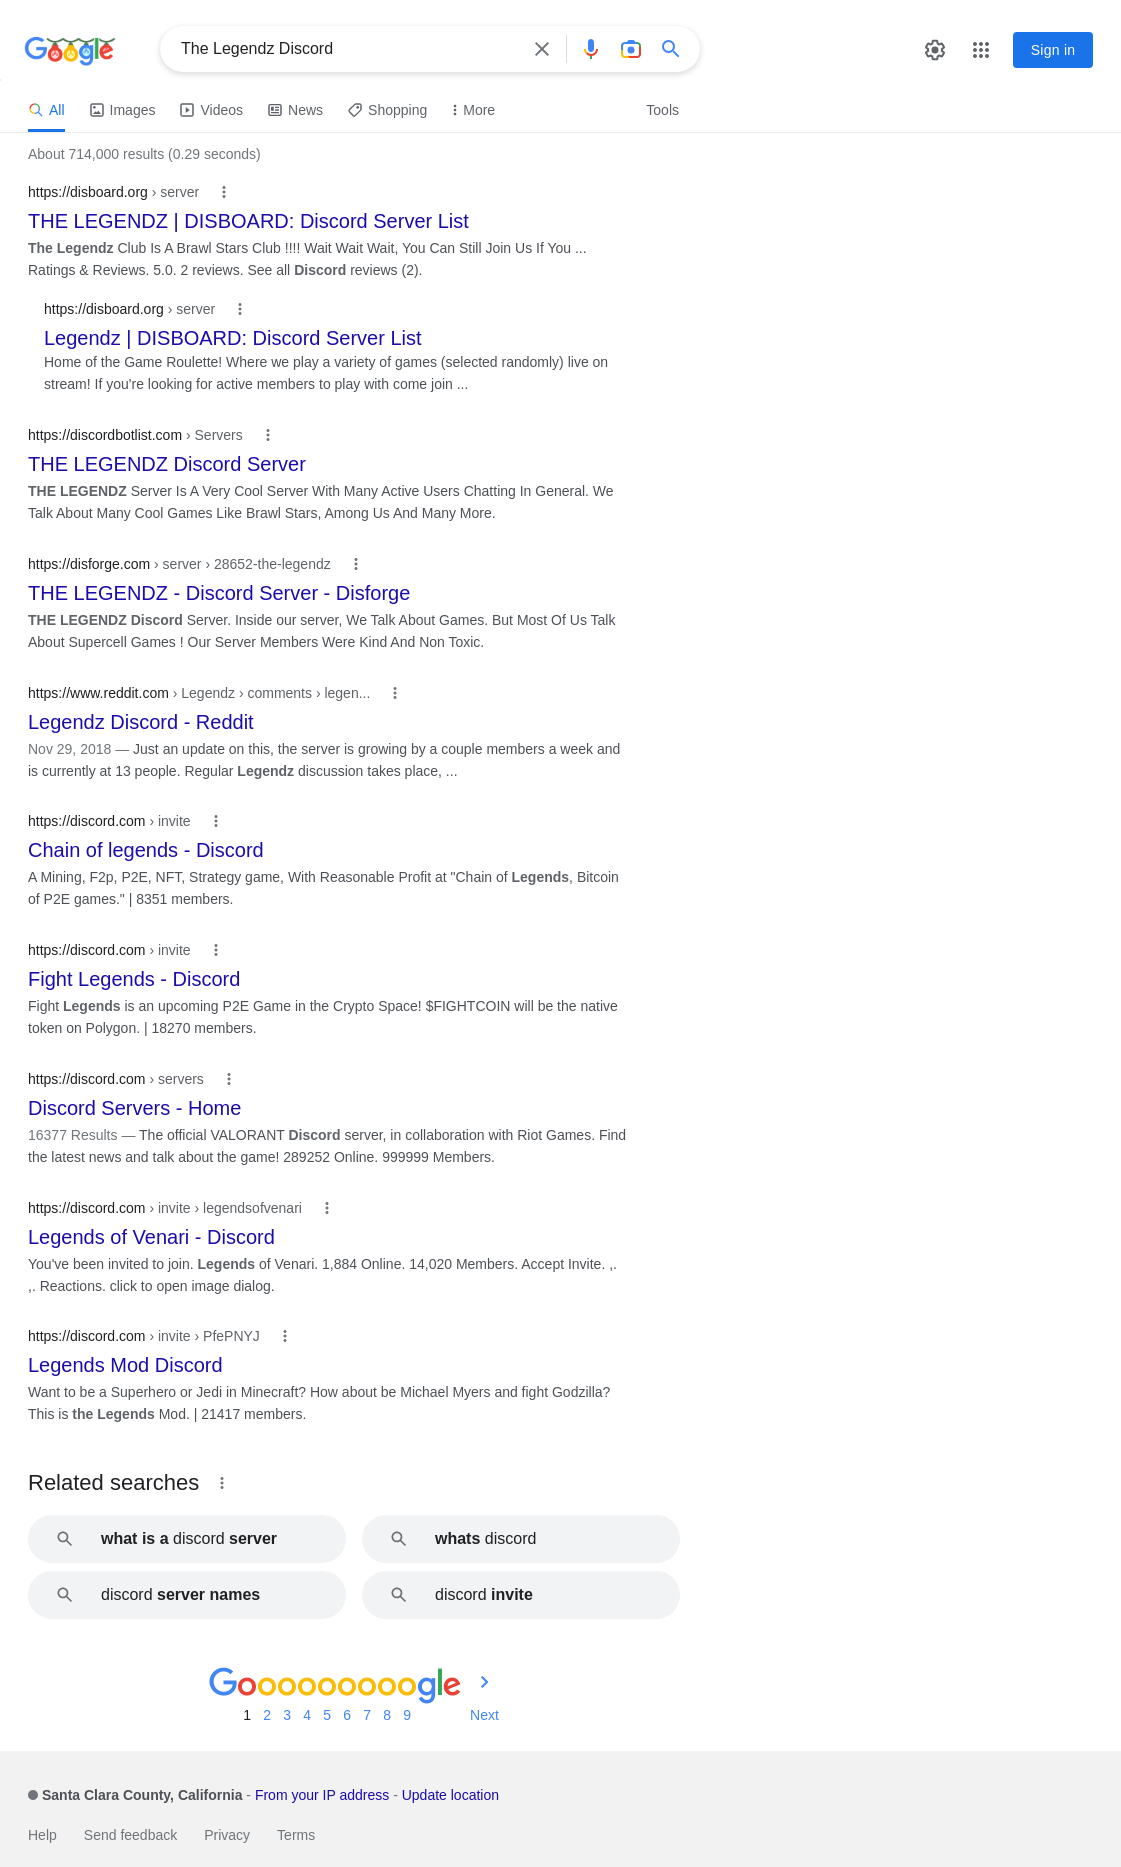 Google
The Legendz Discord
Sign in
All Images Videos News Shopping More Tools
About 714,000 results (0.29 seconds)
https://disboard.org › server
THE LEGENDZ | DISBOARD: Discord Server List
The Legendz Club Is A Brawl Stars Club !!!! Wait Wait Wait, You Can Still Join Us If You ...
Ratings & Reviews. 5.0. 2 reviews. See all Discord reviews (2).
https://disboard.org › server
Legendz | DISBOARD: Discord Server List
Home of the Game Roulette! Where we play a variety of games (selected randomly) live on
stream! If you're looking for active members to play with come join ...
https://discordbotlist.com › Servers
THE LEGENDZ Discord Server
THE LEGENDZ Server Is A Very Cool Server With Many Active Users Chatting In General. We
Talk About Many Cool Games Like Brawl Stars, Among Us And Many More.
https://disforge.com › server › 28652-the-legendz
THE LEGENDZ - Discord Server - Disforge
THE LEGENDZ Discord Server. Inside our server, We Talk About Games. But Most Of Us Talk
About Supercell Games ! Our Server Members Were Kind And Non Toxic.
https://www.reddit.com › Legendz › comments › legen...
Legendz Discord - Reddit
Nov 29, 2018 — Just an update on this, the server is growing by a couple members a week and
is currently at 13 people. Regular Legendz discussion takes place, ...
https://discord.com › invite
Chain of legends - Discord
A Mining, F2p, P2E, NFT, Strategy game, With Reasonable Profit at "Chain of Legends, Bitcoin
of P2E games." | 8351 members.
https://discord.com › invite
Fight Legends - Discord
Fight Legends is an upcoming P2E Game in the Crypto Space! $FIGHTCOIN will be the native
token on Polygon. | 18270 members.
https://discord.com › servers
Discord Servers - Home
16377 Results — The official VALORANT Discord server, in collaboration with Riot Games. Find
the latest news and talk about the game! 289252 Online. 999999 Members.
https://discord.com › invite › legendsofvenari
Legends of Venari - Discord
You've been invited to join. Legends of Venari. 1,884 Online. 14,020 Members. Accept Invite. ,.
,. Reactions. click to open image dialog.
https://discord.com › invite › PfePNYJ
Legends Mod Discord
Want to be a Superhero or Jedi in Minecraft? How about be Michael Myers and fight Godzilla?
This is the Legends Mod. | 21417 members.
Related searches
what is a discord server
whats discord
discord server names
discord invite
Gooooooooogle
1 2 3 4 5 6 7 8 9 Next
Santa Clara County, California - From your IP address - Update location
Help Send feedback Privacy Terms